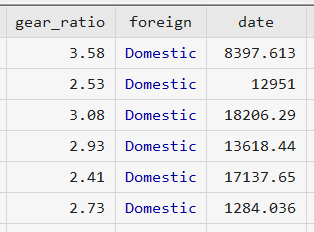 gear_ratio foreign date
3.58 Domestic 8397.613
2.53 Domestic 12951
3.08 Domestic 18206.29
2.93 Domestic 13618.44
2.41 Domestic 17137.65
2.73 Domestic 1284.036